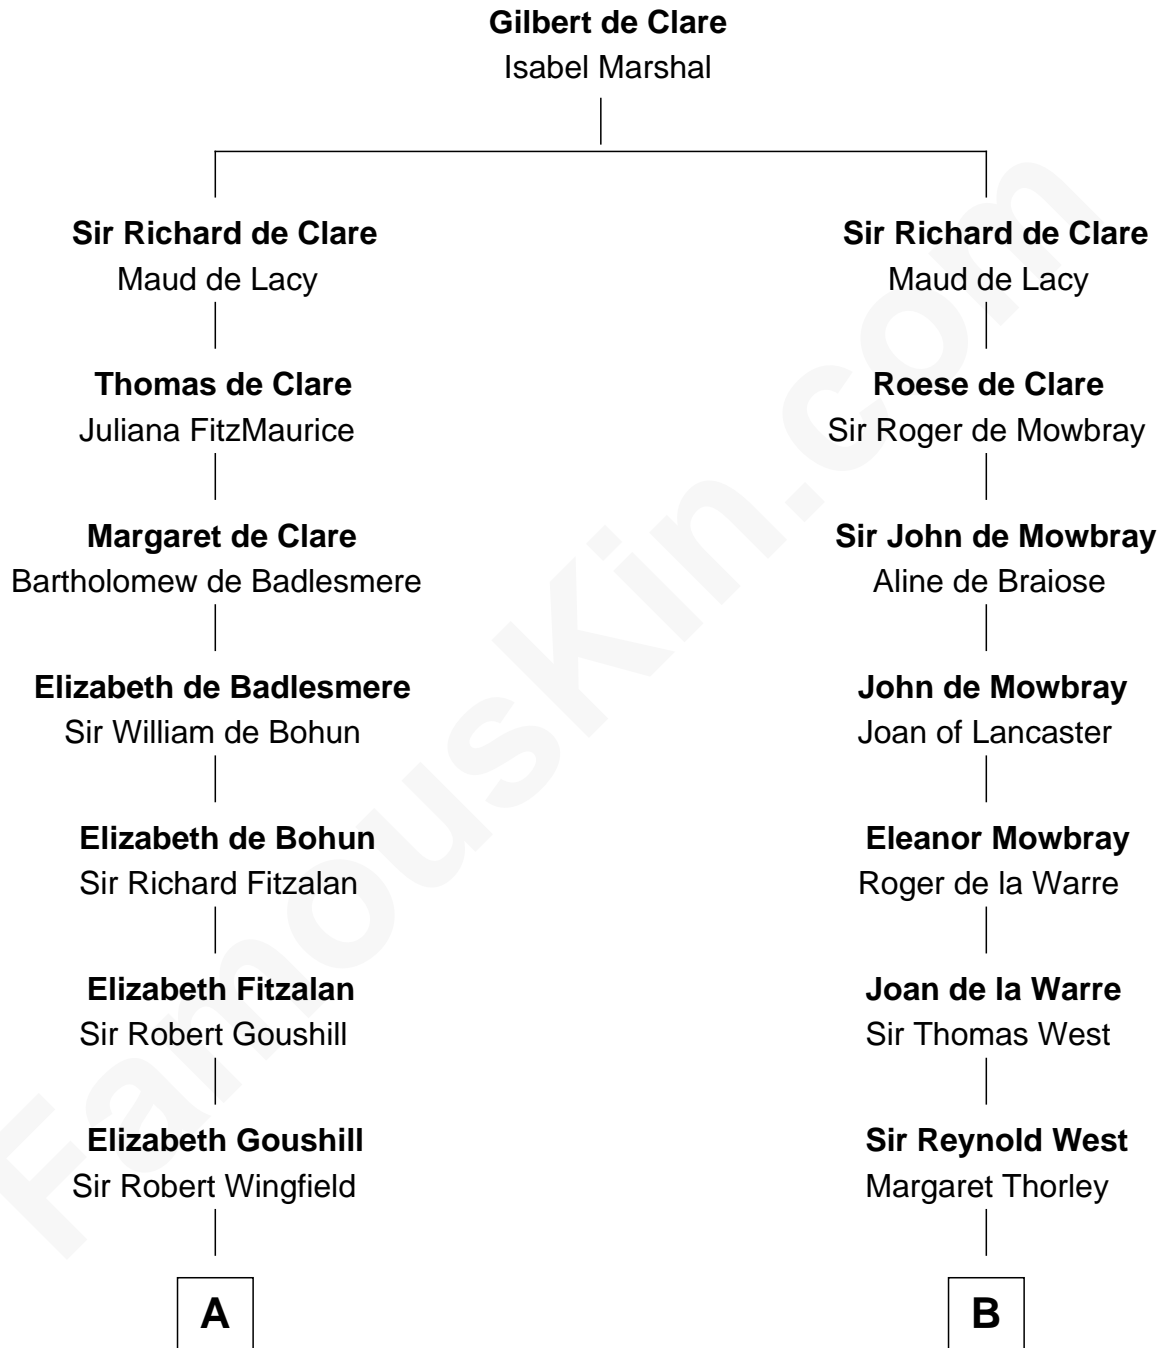 Gilbert de Clare
Isabel Marshal
Sir Richard de Clare
Maud de Lacy
Thomas de Clare
Juliana FitzMaurice
Margaret de Clare
Bartholomew de Badlesmere
Elizabeth de Badlesmere
Sir William de Bohun
Elizabeth de Bohun
Sir Richard Fitzalan
Elizabeth Fitzalan
Sir Robert Goushill
Elizabeth Goushill
Sir Robert Wingfield
A
Sir Richard de Clare
Maud de Lacy
Roese de Clare
Sir Roger de Mowbray
Sir John de Mowbray
Aline de Braiose
John de Mowbray
Joan of Lancaster
Eleanor Mowbray
Roger de la Warre
Joan de la Warre
Sir Thomas West
Sir Reynold West
Margaret Thorley
B
FamousKin.com